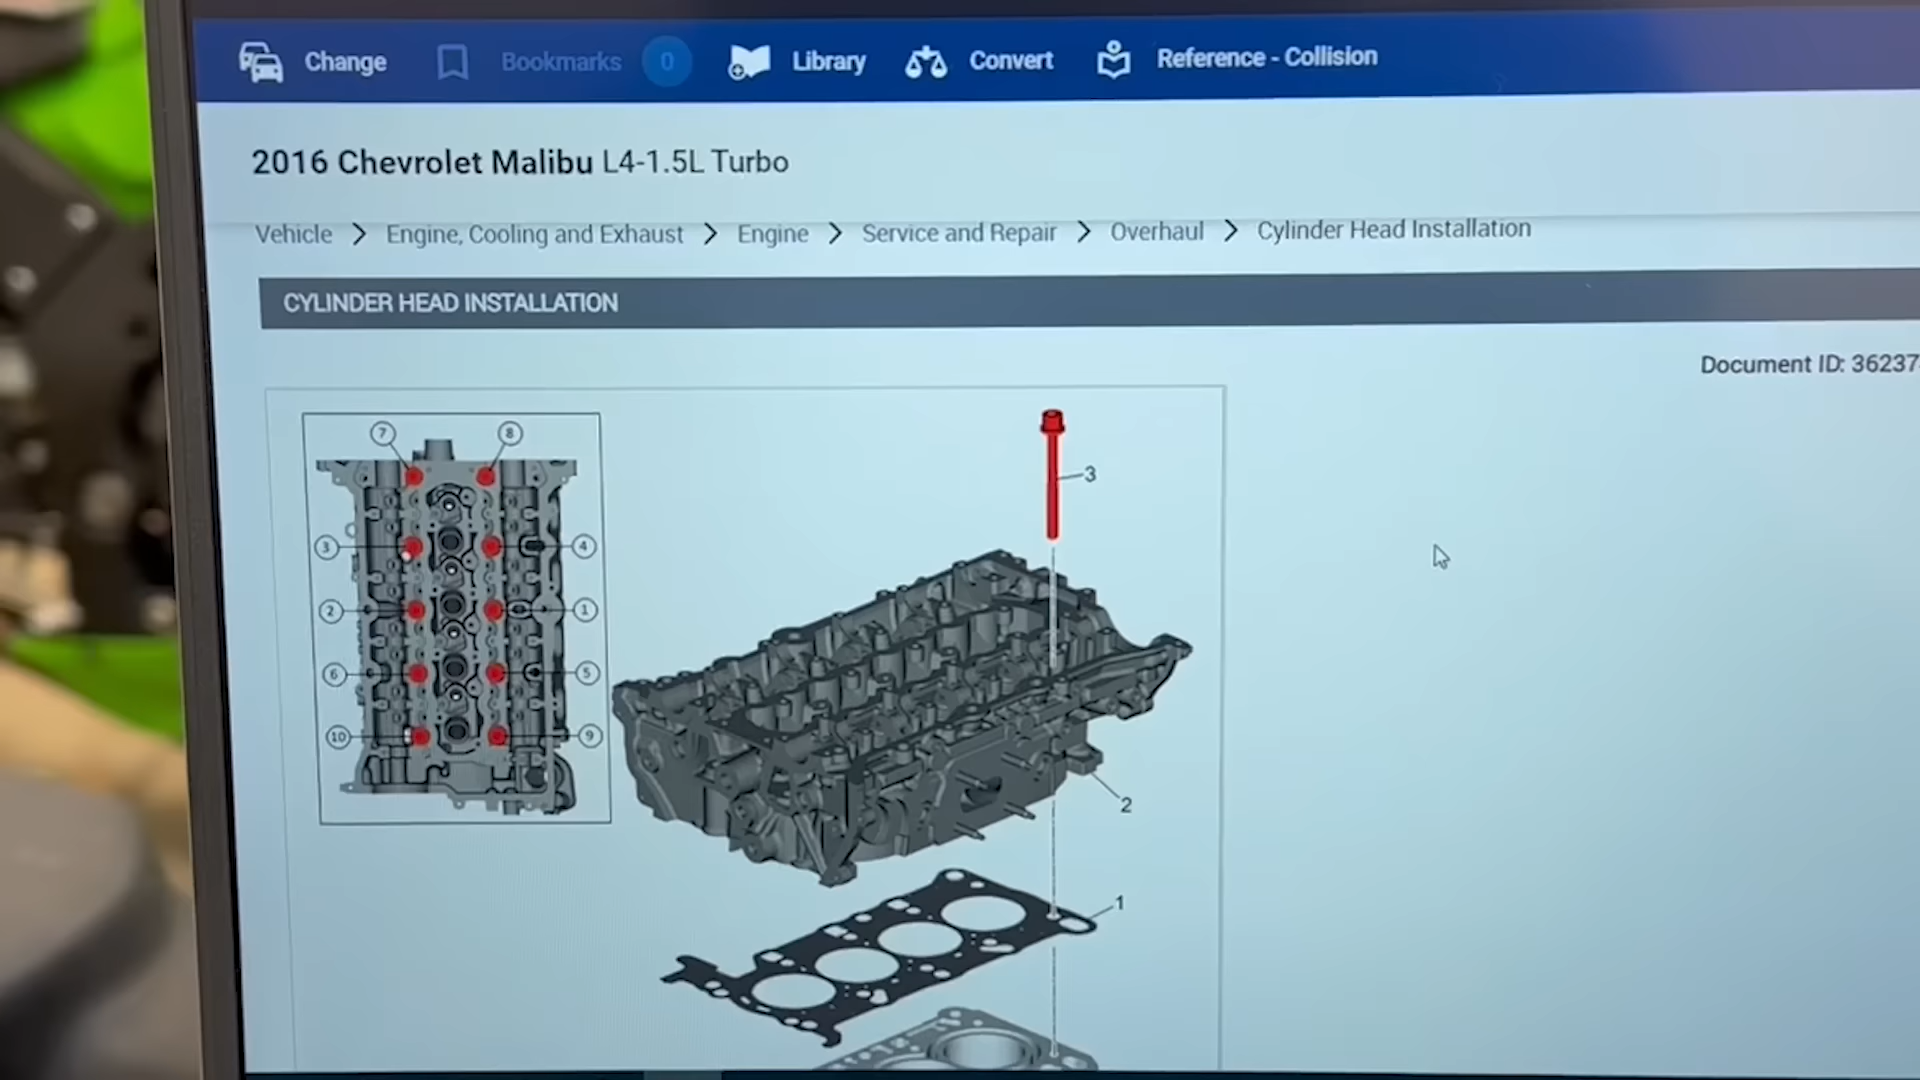 Change Bookmarks 0 Library Convert Reference - Collision
2016 Chevrolet Malibu L4-1.5L Turbo
Vehicle > Engine, Cooling and Exhaust > Engine > Service and Repair > Overhaul > Cylinder Head Installation
CYLINDER HEAD INSTALLATION
Document ID: 36237
7 8
3
3 4
2 1
6 5
10 9
2
1